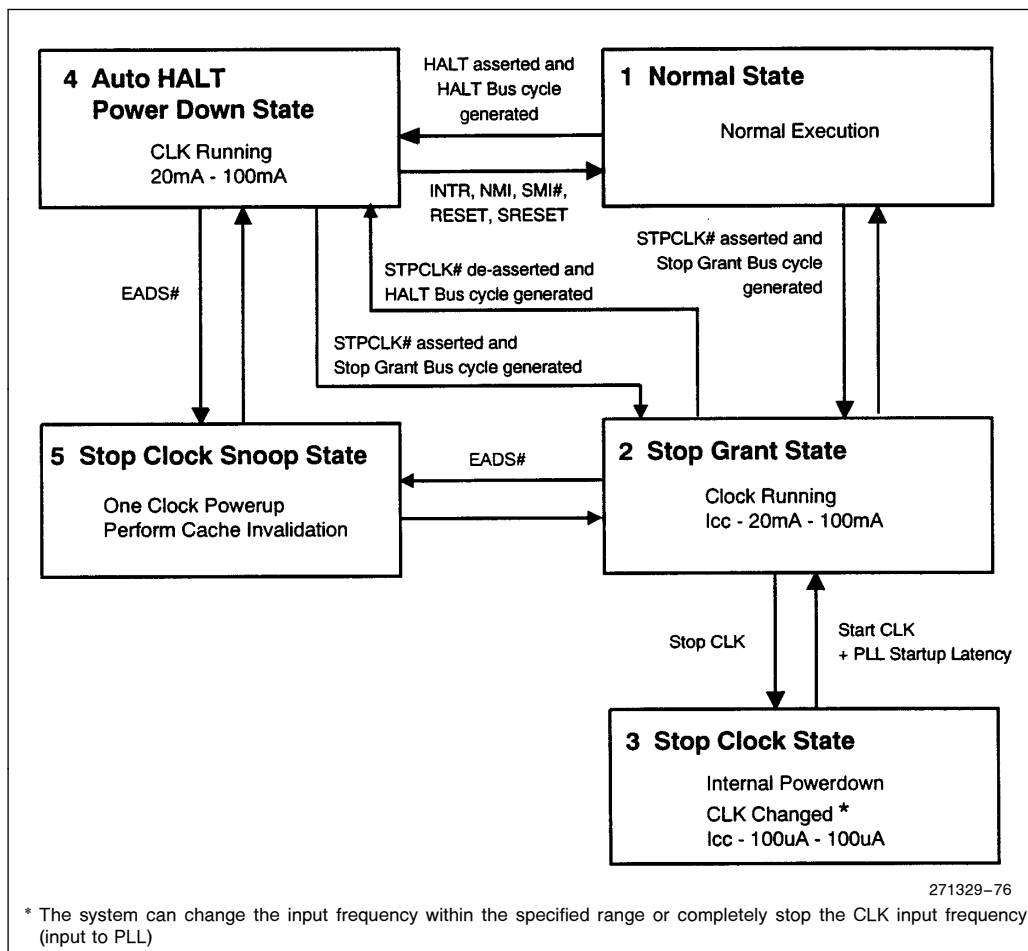 4 Auto HALT
Power Down State
CLK Running
20mA - 100mA
HALT asserted and
HALT Bus cycle
generated
INTR, NMI, SMI#,
RESET, SRESET
1 Normal State
Normal Execution
EADS#
STPCLK# de-asserted and
HALT Bus cycle generated
STPCLK# asserted and
Stop Grant Bus cycle generated
STPCLK# asserted and
Stop Grant Bus cycle
generated
5 Stop Clock Snoop State
One Clock Powerup
Perform Cache Invalidation
EADS#
2 Stop Grant State
Clock Running
Icc - 20mA - 100mA
Stop CLK
Start CLK
+ PLL Startup Latency
3 Stop Clock State
Internal Powerdown
CLK Changed *
Icc - 100uA - 100uA
271329–76
* The system can change the input frequency within the specified range or completely stop the CLK input frequency
(input to PLL)